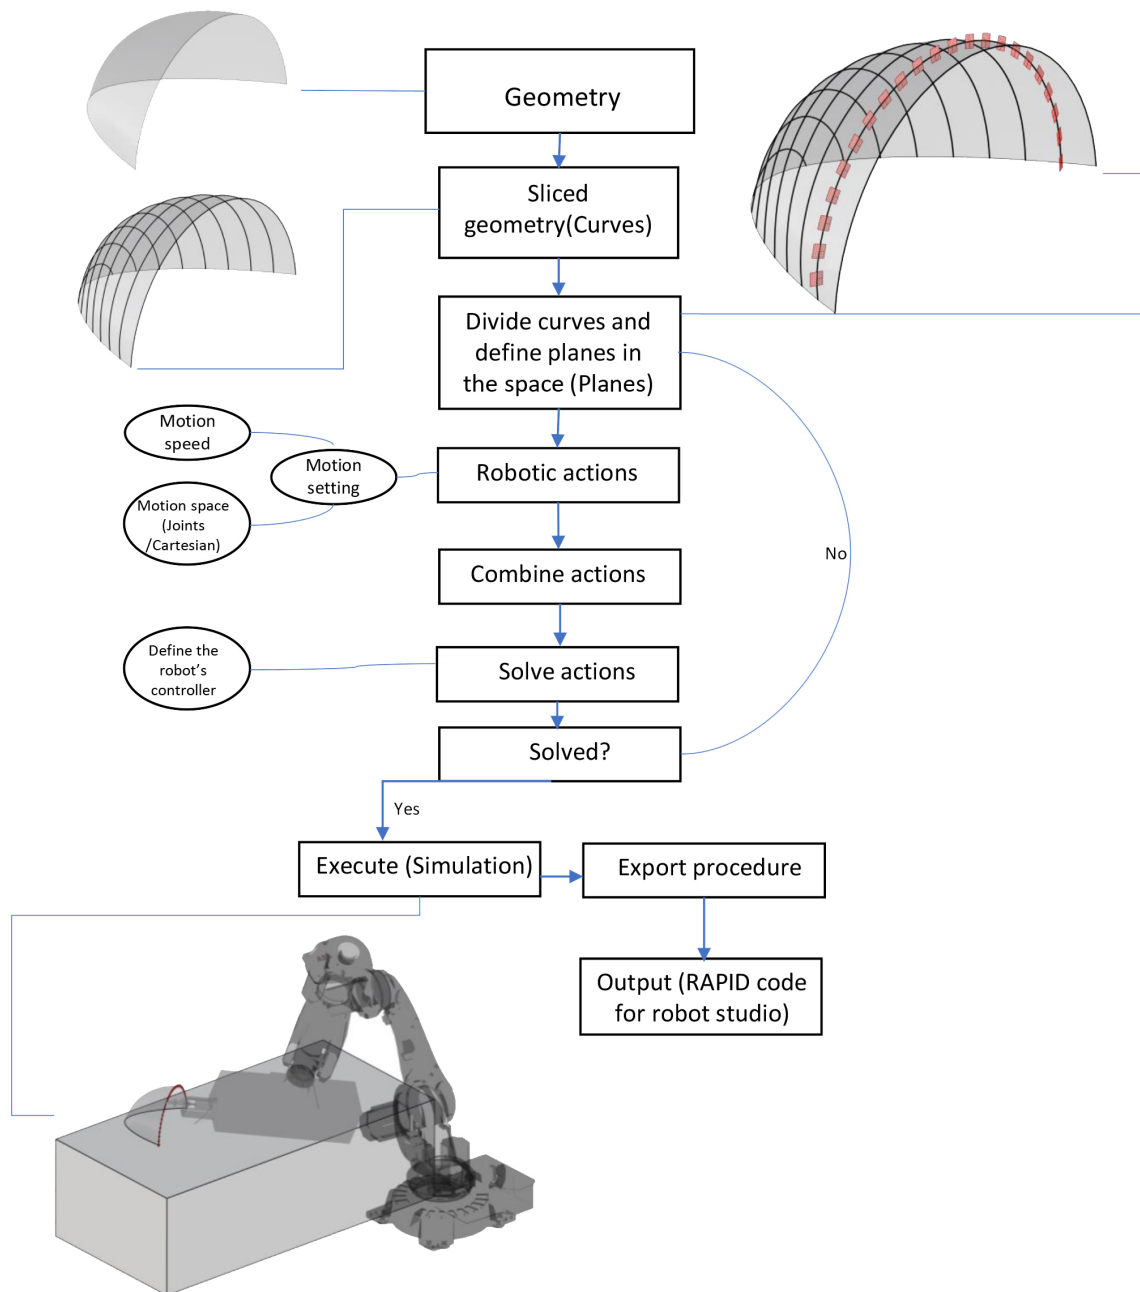 Geometry
Sliced
geometry(Curves)
Divide curves and
define planes in
the space (Planes)
Motion
speed
Motion
setting
Robotic actions
Motion space
(Joints
/Cartesian)
No
Combine actions
Define the
robot’s
controller
Solve actions
Solved?
Yes
Execute (Simulation)
Export procedure
Output (RAPID code
for robot studio)